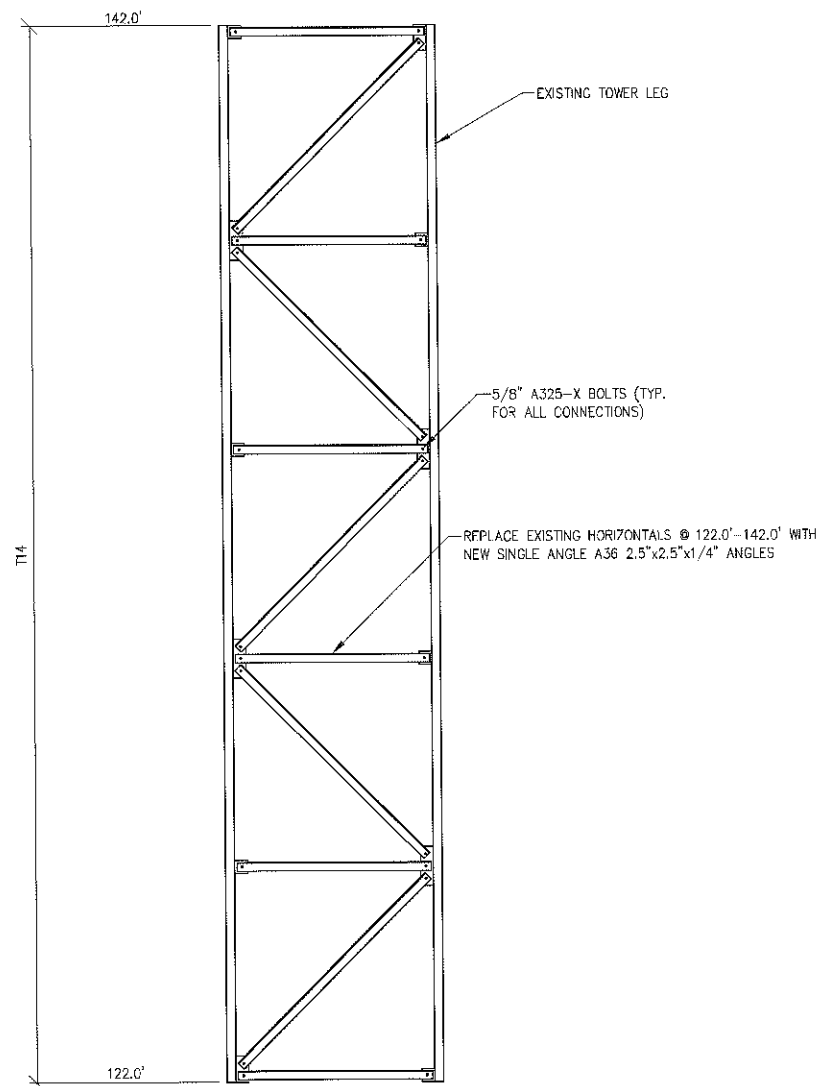 142.0'
EXISTING TOWER LEG
5/8" A325-X BOLTS (TYP.
FOR ALL CONNECTIONS)
T14
REPLACE EXISTING HORIZONTALS @ 122.0'-142.0' WITH
NEW SINGLE ANGLE A36 2.5"x2.5"x1/4" ANGLES
122.0'